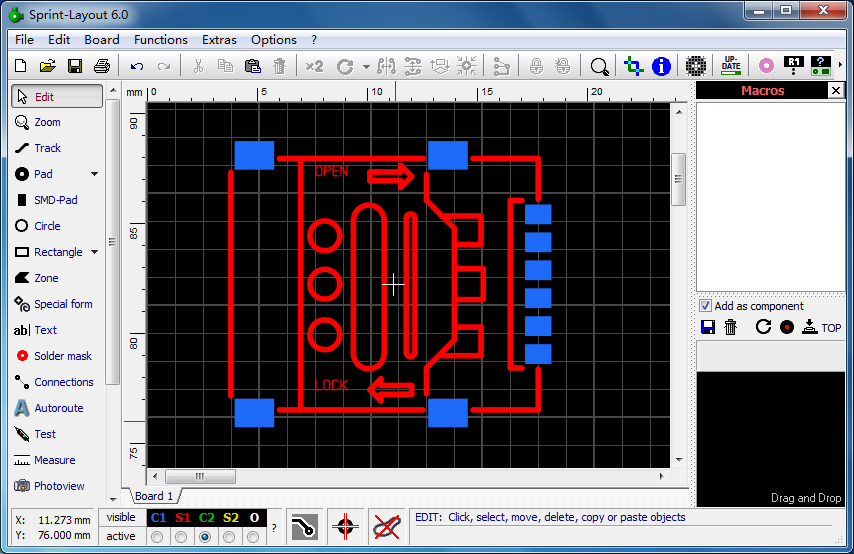 Sprint-Layout 6.0
File Edit Board Functions Extras Options ?
×2 UP-DATE R1 ?
mm 0 5 10 15 20
Macros
90
85
80
75
Edit
Zoom
Track
Pad
SMD-Pad
Circle
Rectangle
Zone
Special form
ab| Text
Solder mask
Connections
Autoroute
Test
Measure
Photoview
OPEN
LOCK
Add as component
TOP
Drag and Drop
Board 1
X: 11.273 mm
Y: 76.000 mm
visible C1 S1 C2 S2 O
active
?
EDIT: Click, select, move, delete, copy or paste objects